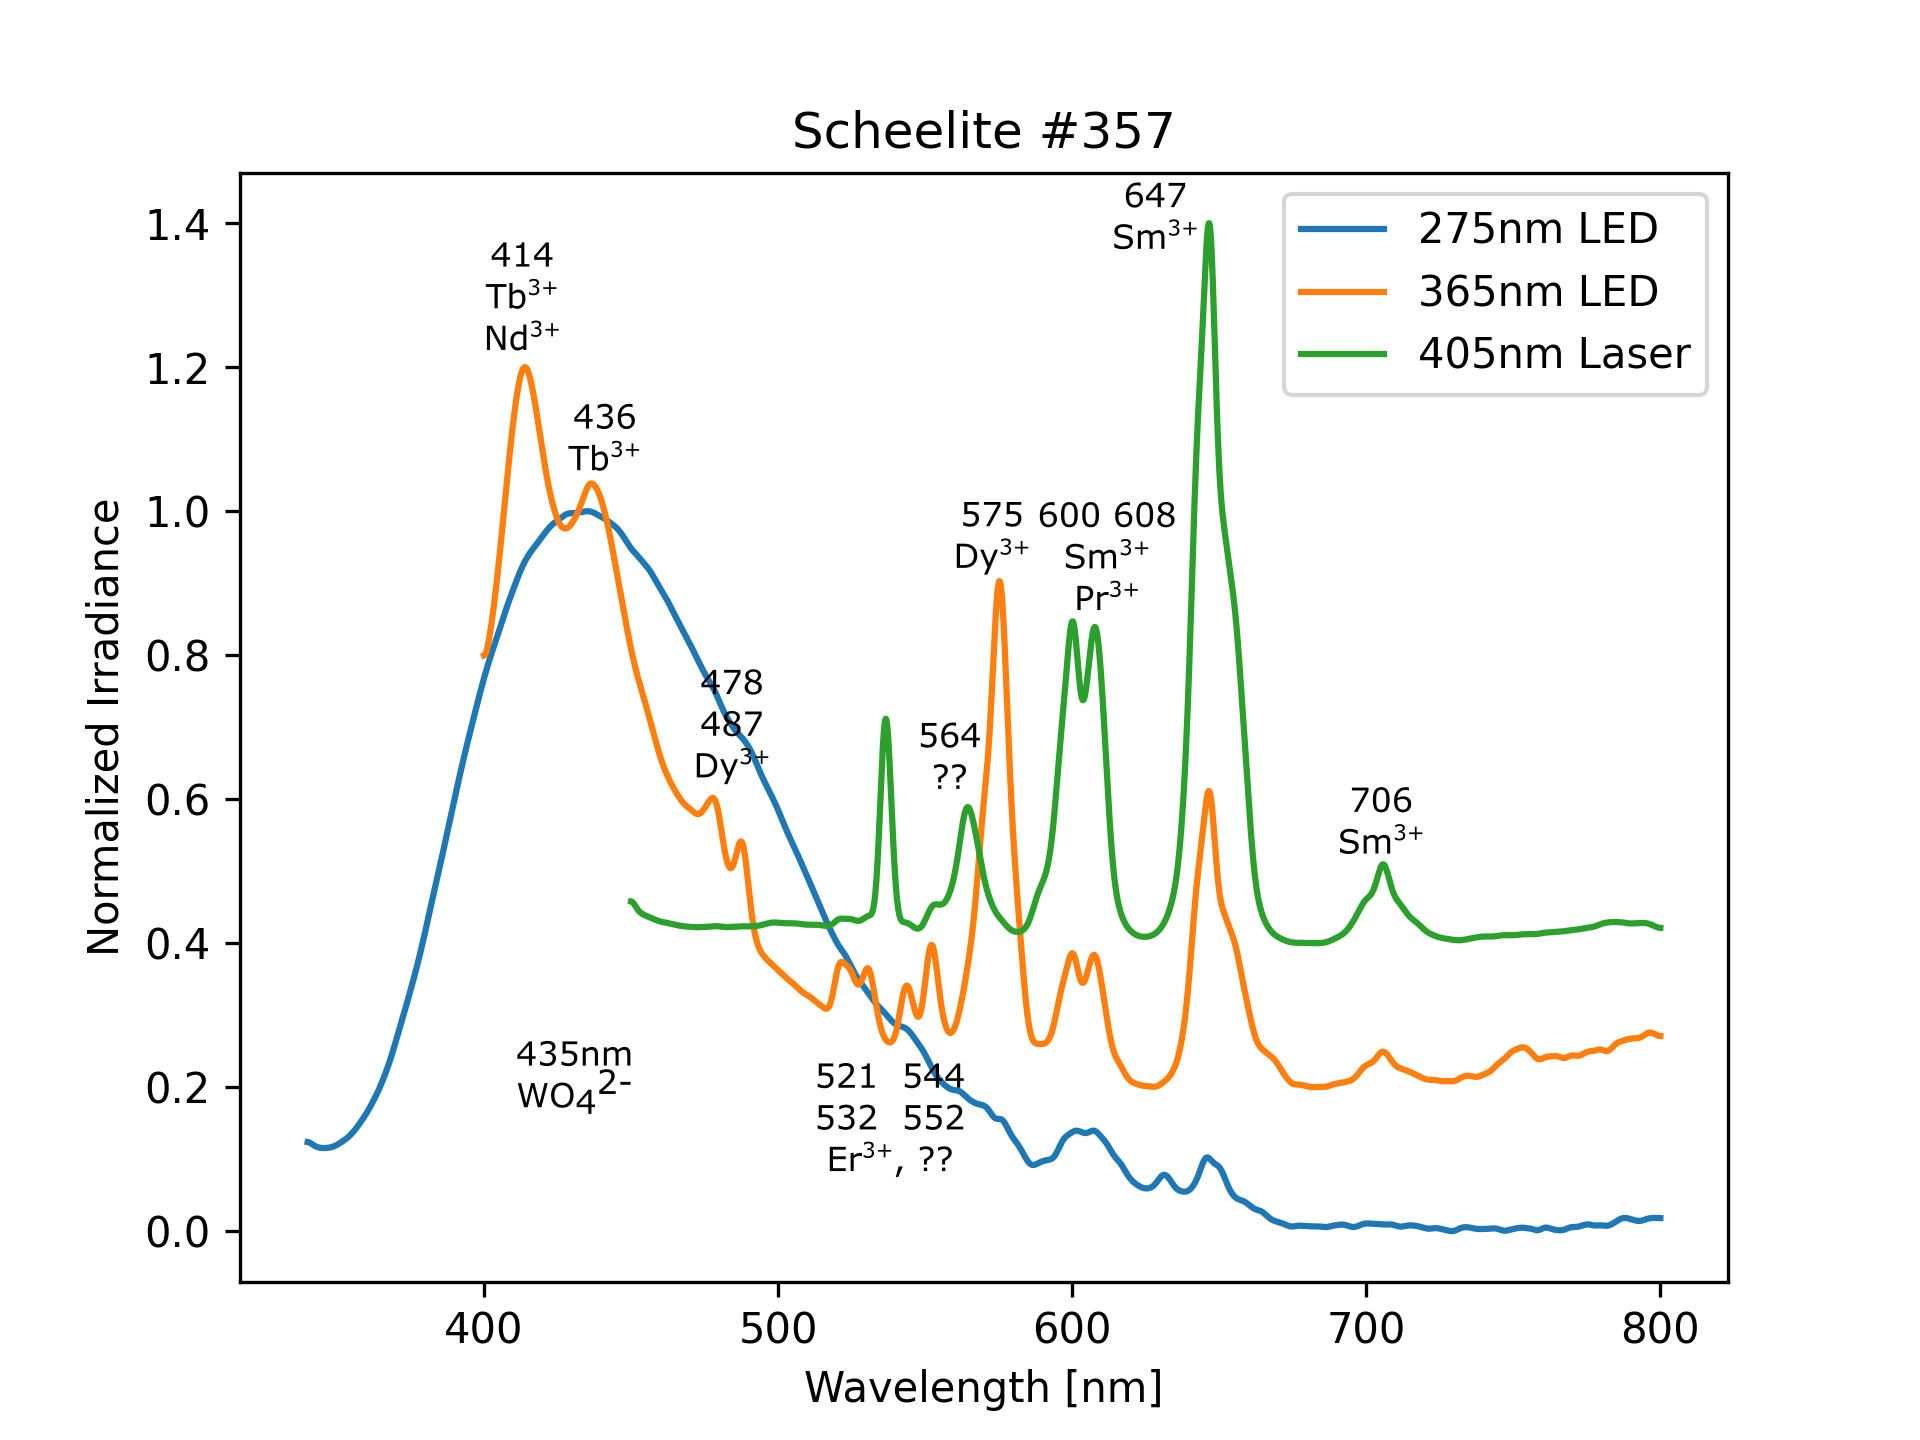 Scheelite #357
647
Sm³⁺
275nm LED
365nm LED
405nm Laser
414
Tb³⁺
Nd³⁺
436
Tb³⁺
575 600 608
Dy³⁺ Sm³⁺
Pr³⁺
478
487
Dy³⁺
564
??
706
Sm³⁺
435nm
WO₄²⁻
521 544
532 552
Er³⁺, ??
1.4
1.2
1.0
0.8
0.6
0.4
0.2
0.0
Normalized Irradiance
400 500 600 700 800
Wavelength [nm]